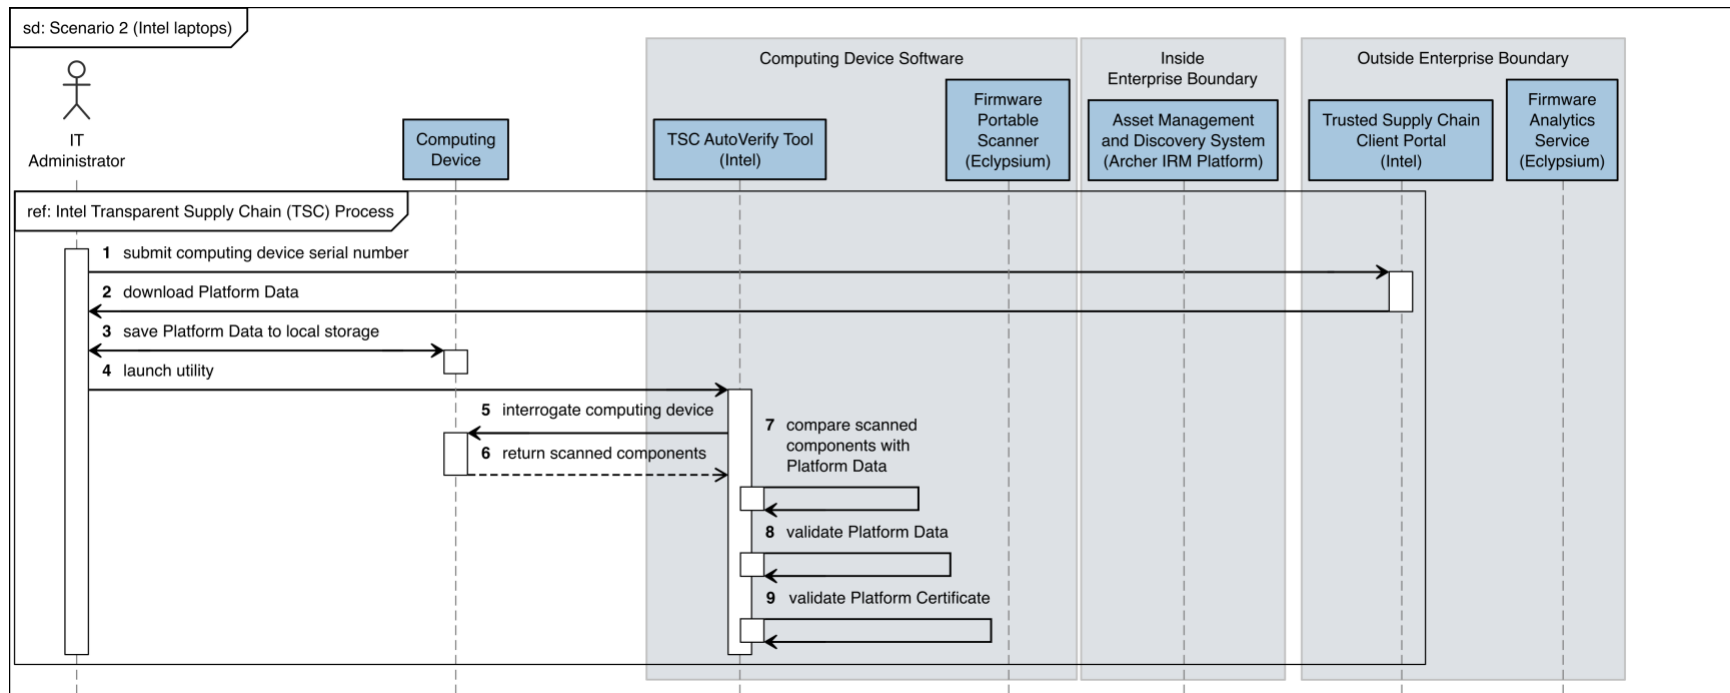 sd: Scenario 2 (Intel laptops)
Computing Device Software
Inside
Enterprise Boundary
Outside Enterprise Boundary
IT
Administrator
Computing
Device
TSC AutoVerify Tool
(Intel)
Firmware
Portable
Scanner
(Eclypsium)
Asset Management
and Discovery System
(Archer IRM Platform)
Trusted Supply Chain
Client Portal
(Intel)
Firmware
Analytics
Service
(Eclypsium)
ref: Intel Transparent Supply Chain (TSC) Process
1 submit computing device serial number
2 download Platform Data
3 save Platform Data to local storage
4 launch utility
5 interrogate computing device
6 return scanned components
7 compare scanned
components with
Platform Data
8 validate Platform Data
9 validate Platform Certificate